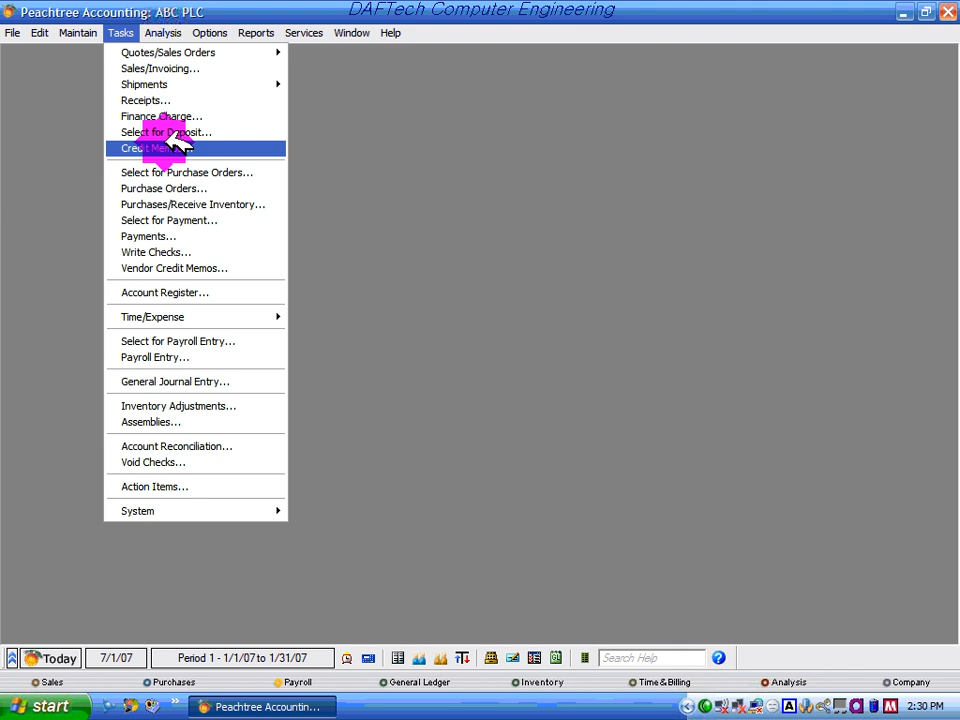 Peachtree Accounting: ABC PLC
DAFTech Computer Engineering
File Edit Maintain Tasks Analysis Options Reports Services Window Help
Quotes/Sales Orders
Sales/Invoicing...
Shipments
Receipts...
Finance Charge...
Select for Deposit...
Credit Memos...
Select for Purchase Orders...
Purchase Orders...
Purchases/Receive Inventory...
Select for Payment...
Payments...
Write Checks...
Vendor Credit Memos...
Account Register...
Time/Expense
Select for Payroll Entry...
Payroll Entry...
General Journal Entry...
Inventory Adjustments...
Assemblies...
Account Reconciliation...
Void Checks...
Action Items...
System
Today 7/1/07 Period 1 - 1/1/07 to 1/31/07 Search Help
Sales Purchases Payroll General Ledger Inventory Time & Billing Analysis Company
start Peachtree Accountin... 2:30 PM